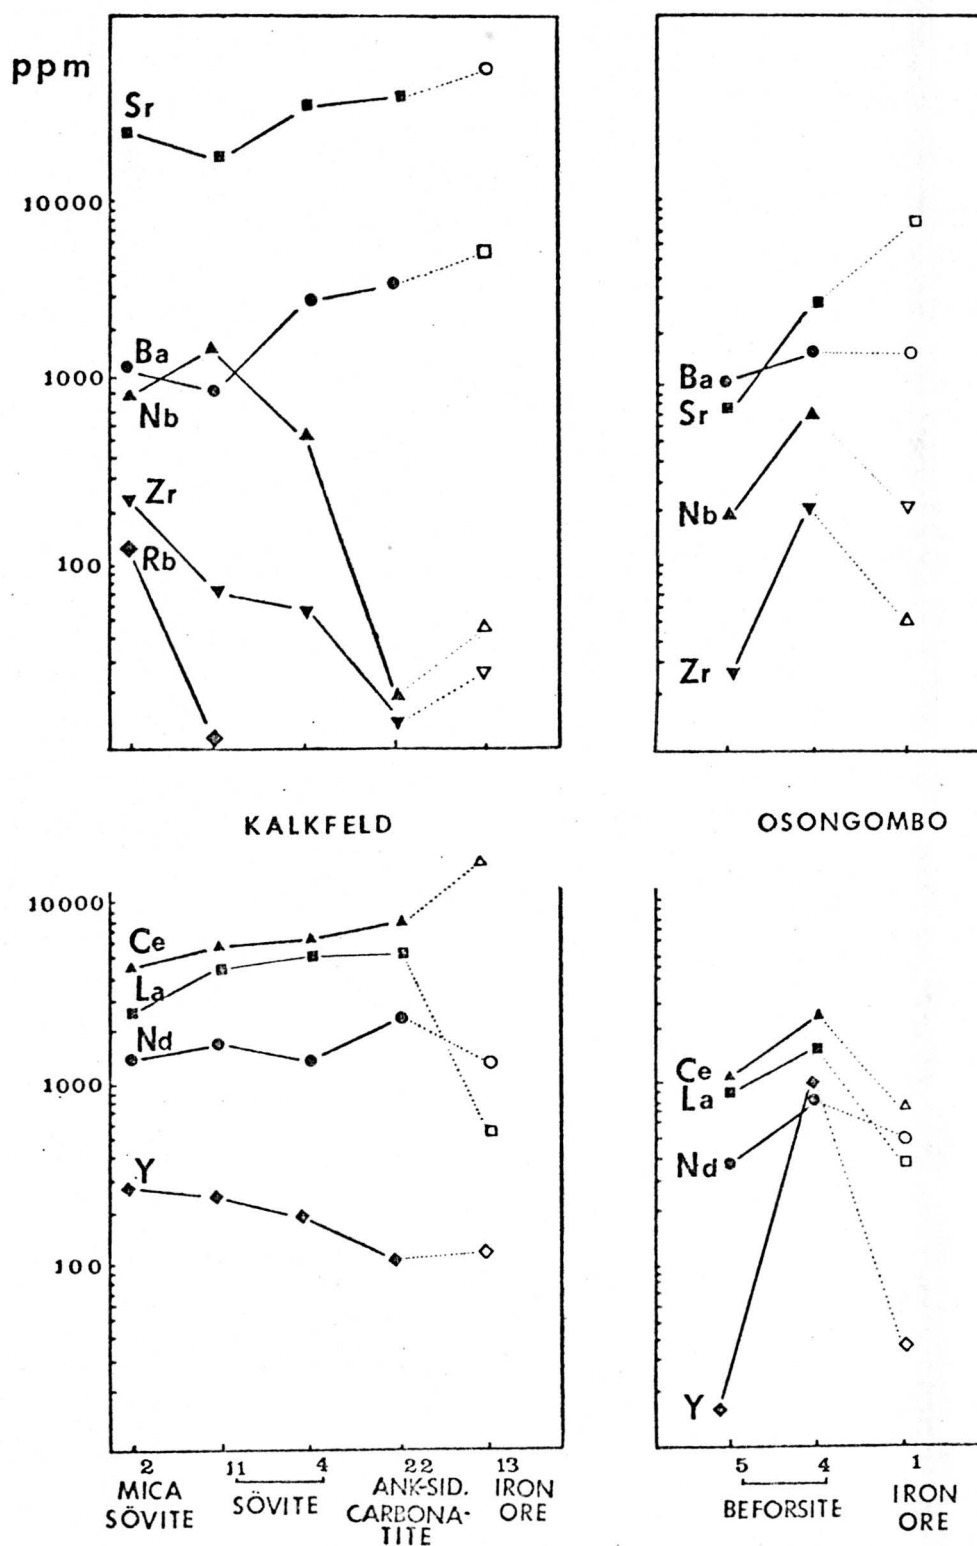 ppm
Sr
10000
Ba
1000
Nb
Zr
Rb
100
Ba
Sr
Nb
Zr
KALKFELD
OSONGOMBO
10000
Ce
La
Nd
1000
Y
100
Ce
La
Nd
Y
2 11 4 22 13
MICA SÖVITE ANK-SID. IRON
SÖVITE CARBONA- ORE
TITE
5 4 1
BEFORSITE IRON
ORE